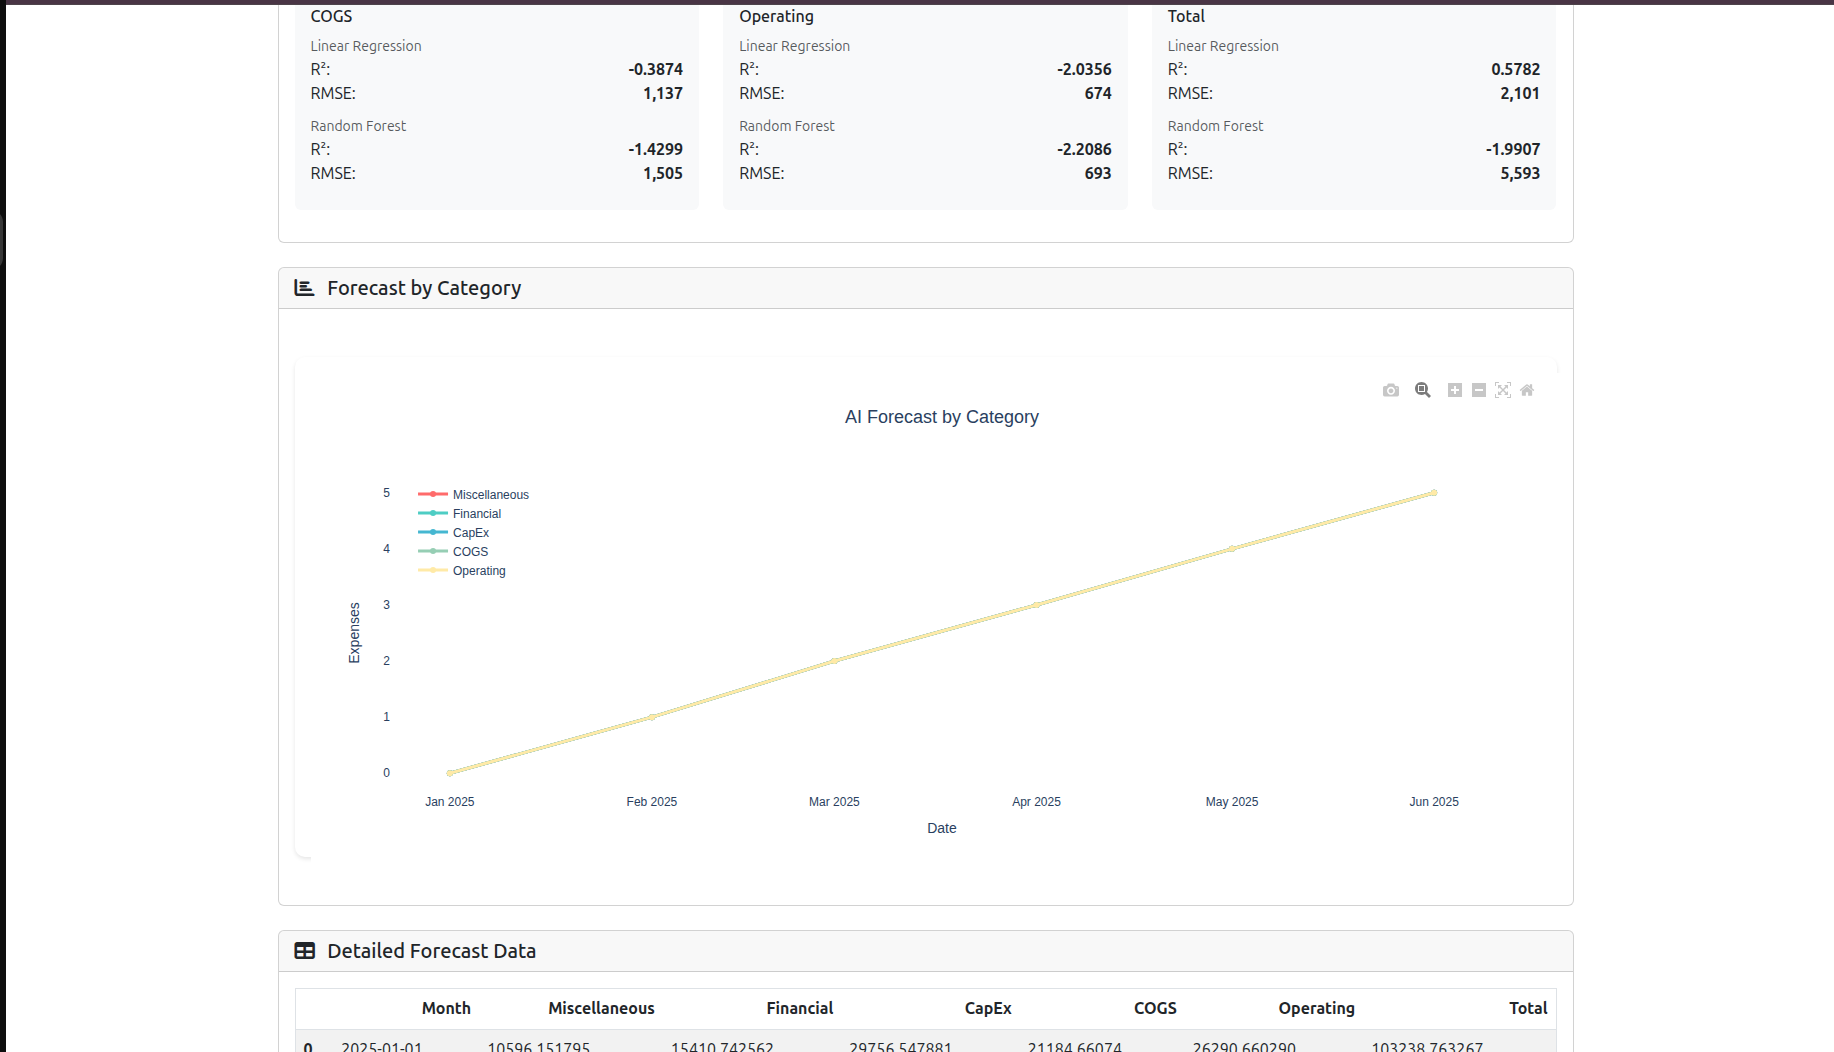 COGS
Linear Regression
R²: -0.3874
RMSE: 1,137
Random Forest
R²: -1.4299
RMSE: 1,505
Operating
Linear Regression
R²: -2.0356
RMSE: 674
Random Forest
R²: -2.2086
RMSE: 693
Total
Linear Regression
R²: 0.5782
RMSE: 2,101
Random Forest
R²: -1.9907
RMSE: 5,593
Forecast by Category
AI Forecast by Category
5
4
3
2
1
0
Expenses
Miscellaneous
Financial
CapEx
COGS
Operating
Jan 2025 Feb 2025 Mar 2025 Apr 2025 May 2025 Jun 2025
Date
Detailed Forecast Data
Month Miscellaneous Financial CapEx COGS Operating Total
0 2025-01-01 10596.151795 15410.742562 29756.547881 21184.66074 26290.660290 103238.763267